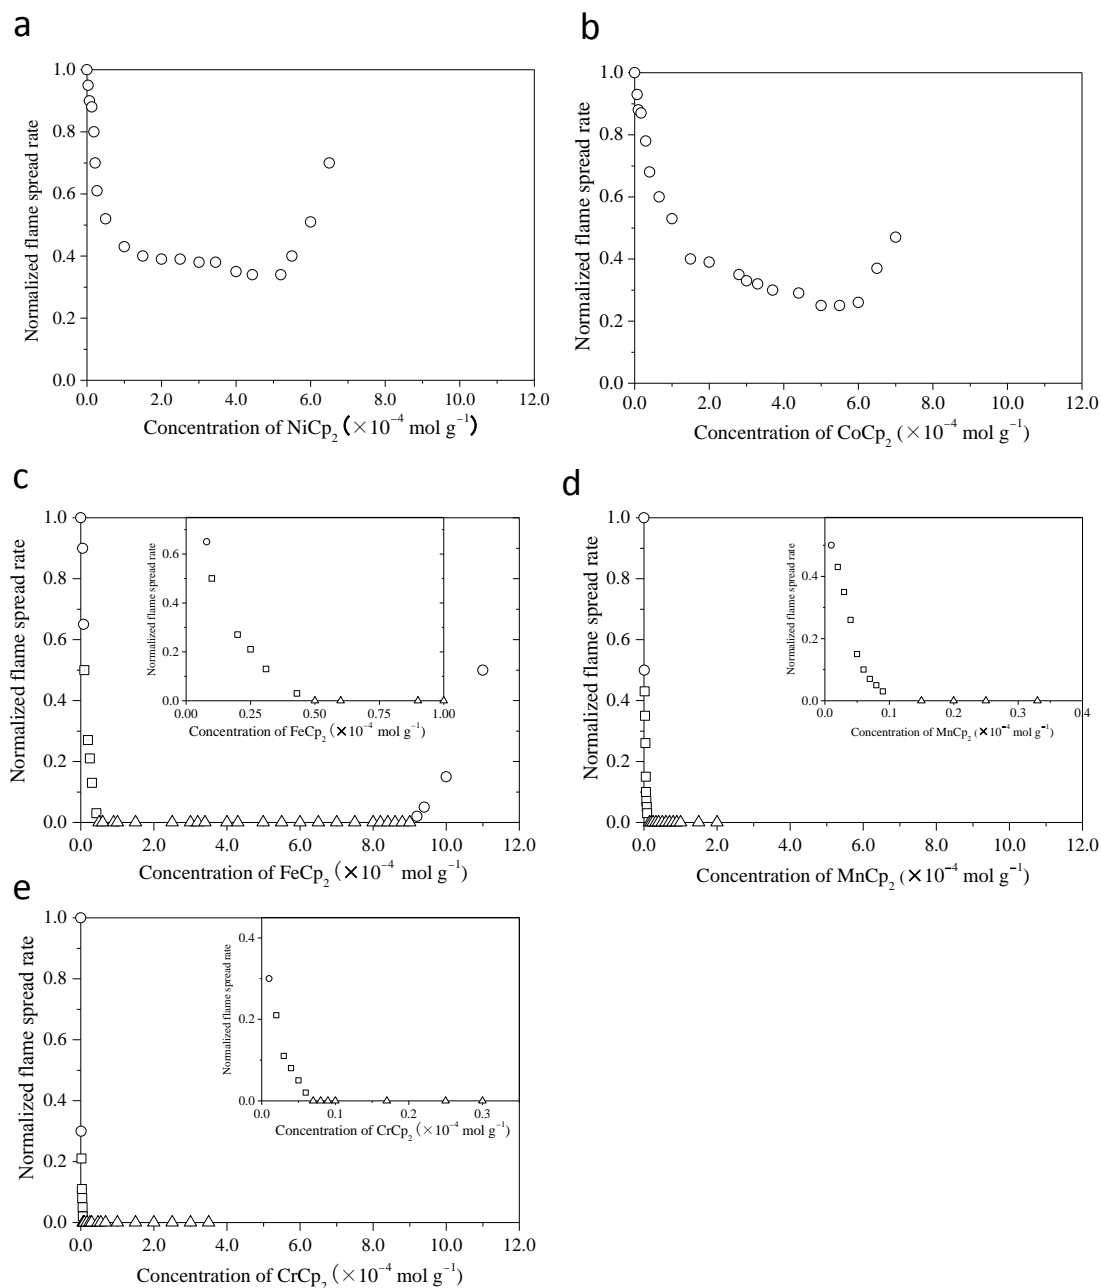 a
1.0
0.8
0.6
0.4
0.2
0.0
Normalized flame spread rate
0.0 2.0 4.0 6.0 8.0 10.0 12.0
Concentration of NiCp2 (×10−4 mol g−1)
b
1.0
0.8
0.6
0.4
0.2
0.0
Normalized flame spread rate
0.0 2.0 4.0 6.0 8.0 10.0 12.0
Concentration of CoCp2 (×10−4 mol g−1)
c
1.0
0.8
0.6
0.4
0.2
0.0
Normalized flame spread rate
0.0 2.0 4.0 6.0 8.0 10.0 12.0
Concentration of FeCp2 (×10−4 mol g−1)
0.6
0.4
0.2
0.0
Normalized flame spread rate
0.00 0.25 0.50 0.75 1.00
Concentration of FeCp2 (×10−4 mol g−1)
d
1.0
0.8
0.6
0.4
0.2
0.0
Normalized flame spread rate
0.0 2.0 4.0 6.0 8.0 10.0 12.0
Concentration of MnCp2 (×10−4 mol g−1)
0.4
0.2
0.0
Normalized flame spread rate
0.0 0.1 0.2 0.3 0.4
Concentration of MnCp2 (×10−4 mol g−1)
e
1.0
0.8
0.6
0.4
0.2
0.0
Normalized flame spread rate
0.0 2.0 4.0 6.0 8.0 10.0 12.0
Concentration of CrCp2 (×10−4 mol g−1)
0.4
0.2
0.0
Normalized flame spread rate
0.0 0.1 0.2 0.3
Concentration of CrCp2 (×10−4 mol g−1)